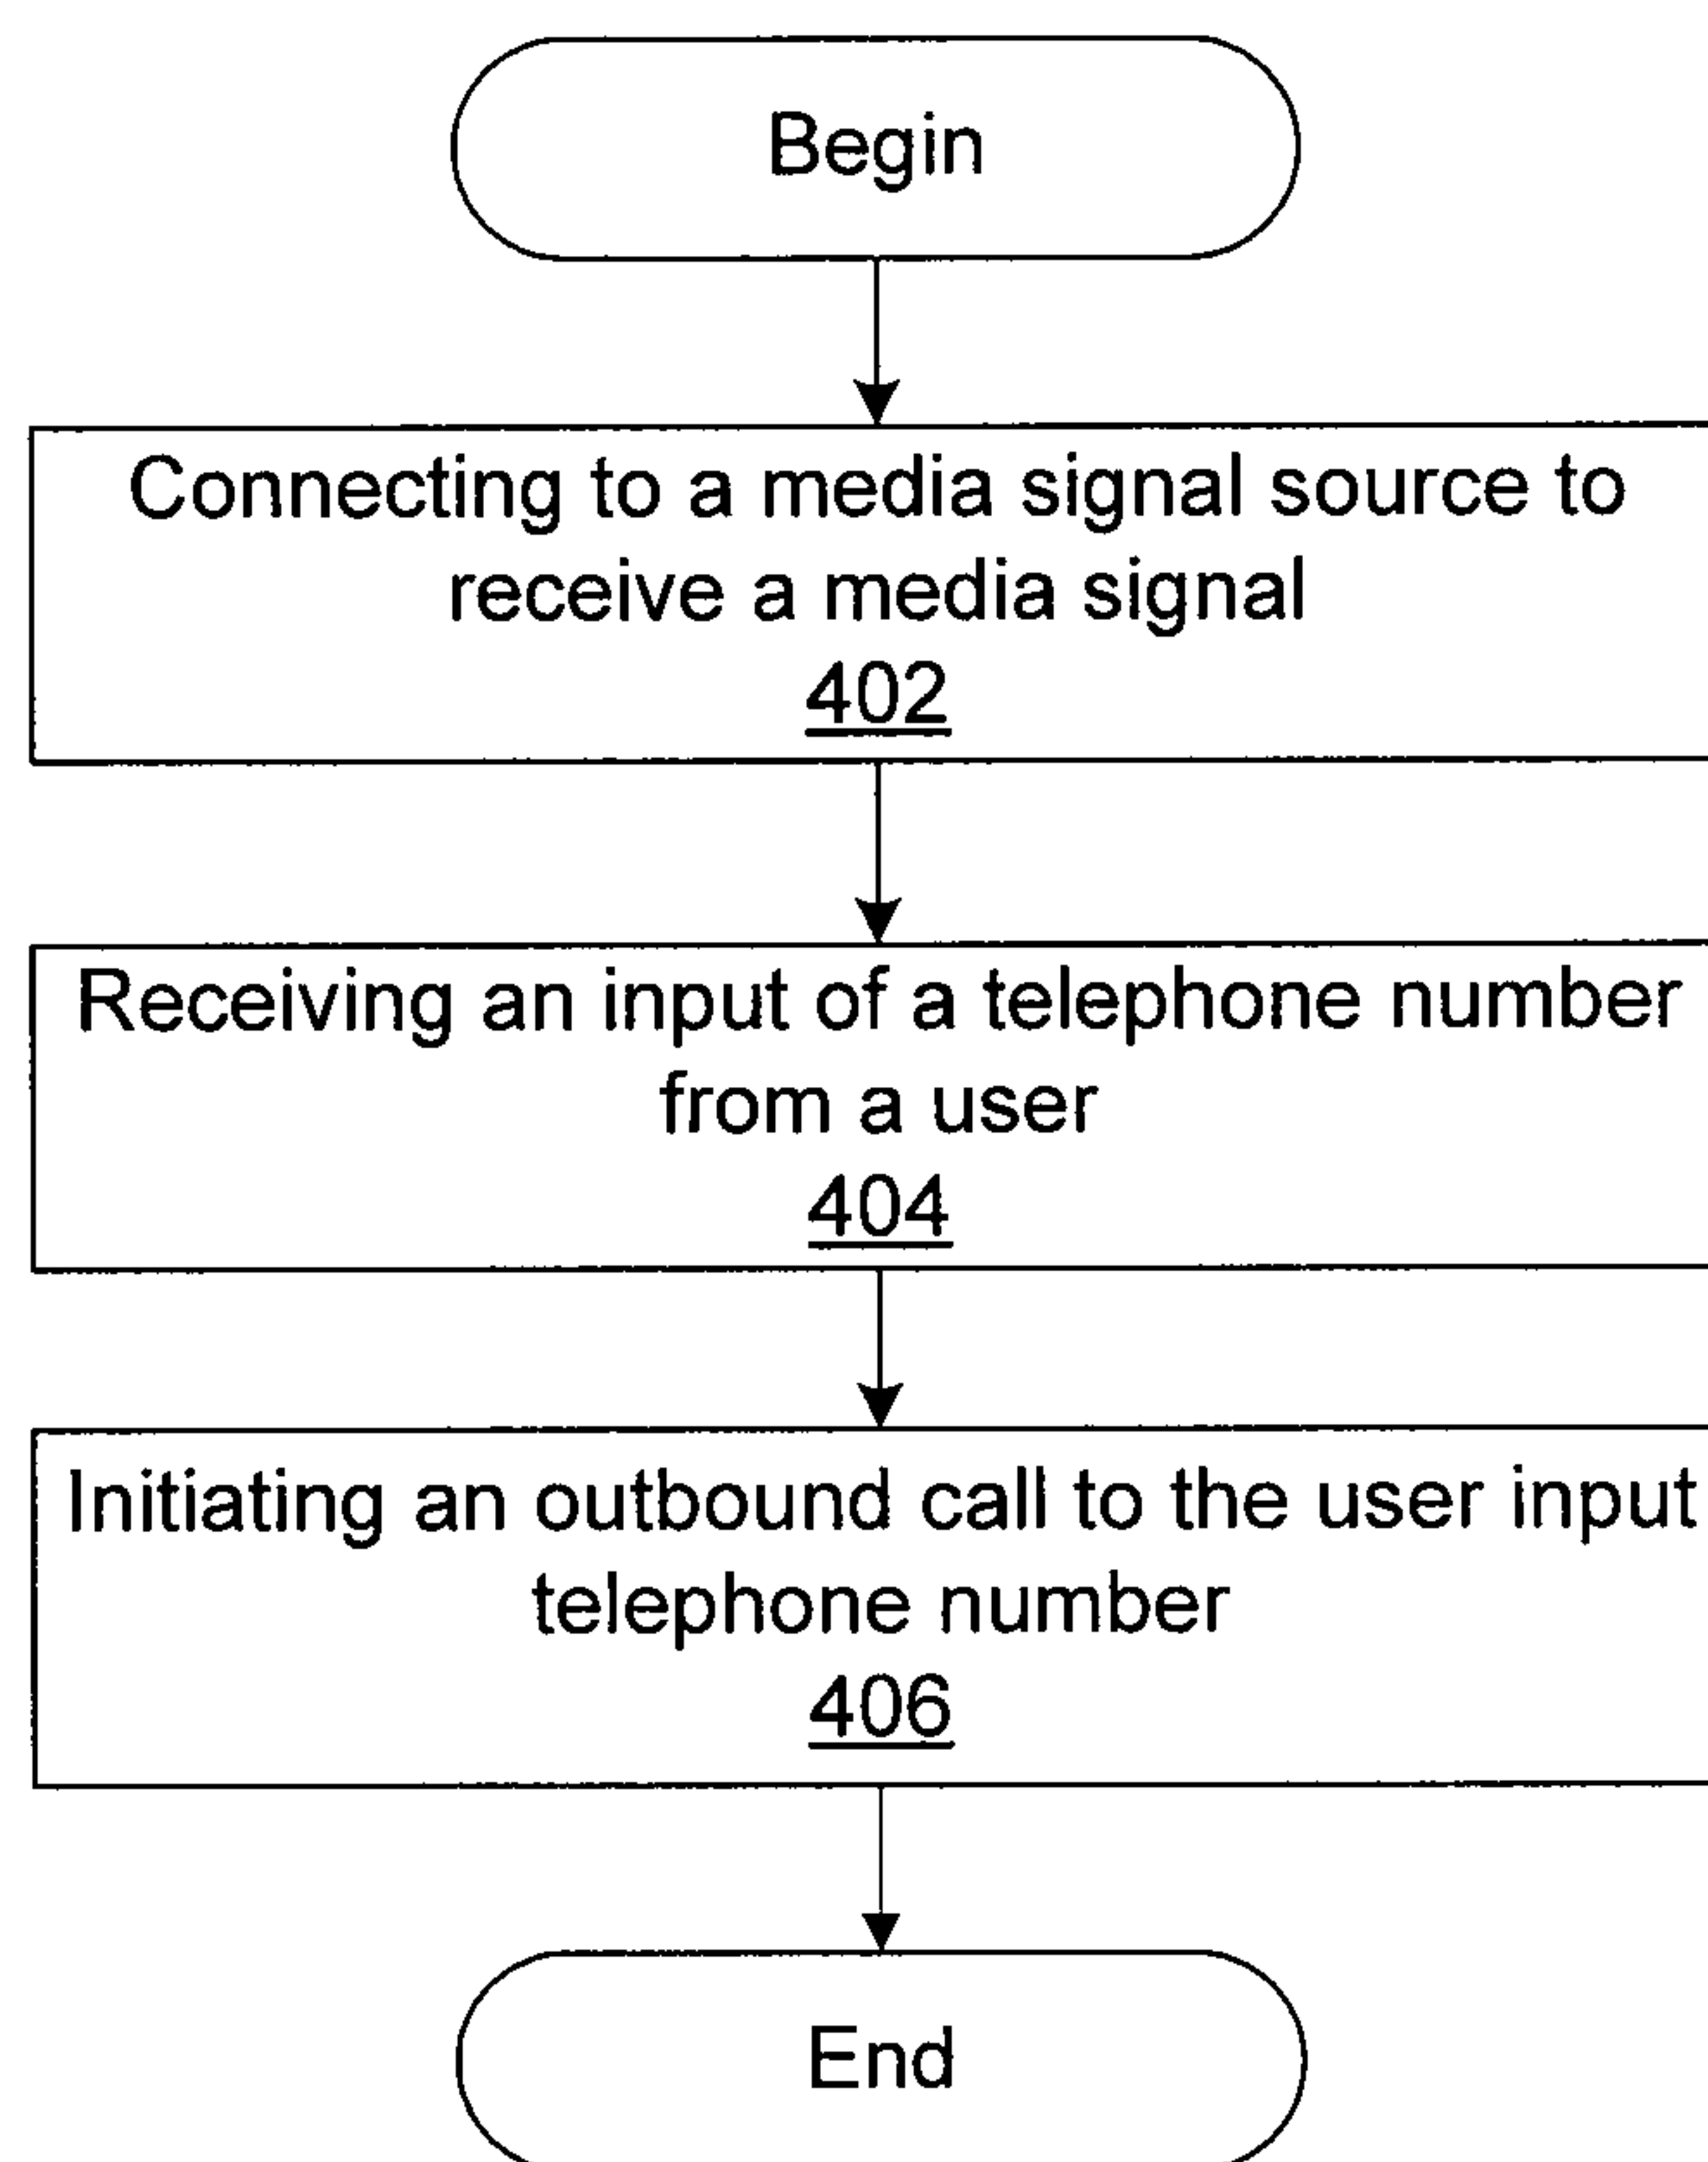 Begin
Connecting to a media signal source to
receive a media signal
402
Receiving an input of a telephone number
from a user
404
Initiating an outbound call to the user input
telephone number
406
End